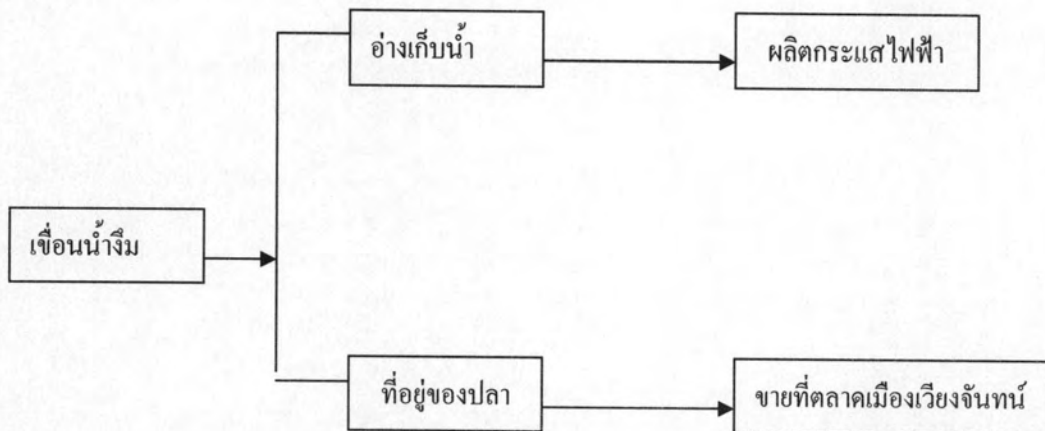 อ่างเก็บน้ำ
ผลิตกระแสไฟฟ้า
เขื่อนน้ำงึม
ที่อยู่ของปลา
ขายที่ตลาดเมืองเวียงจันทน์